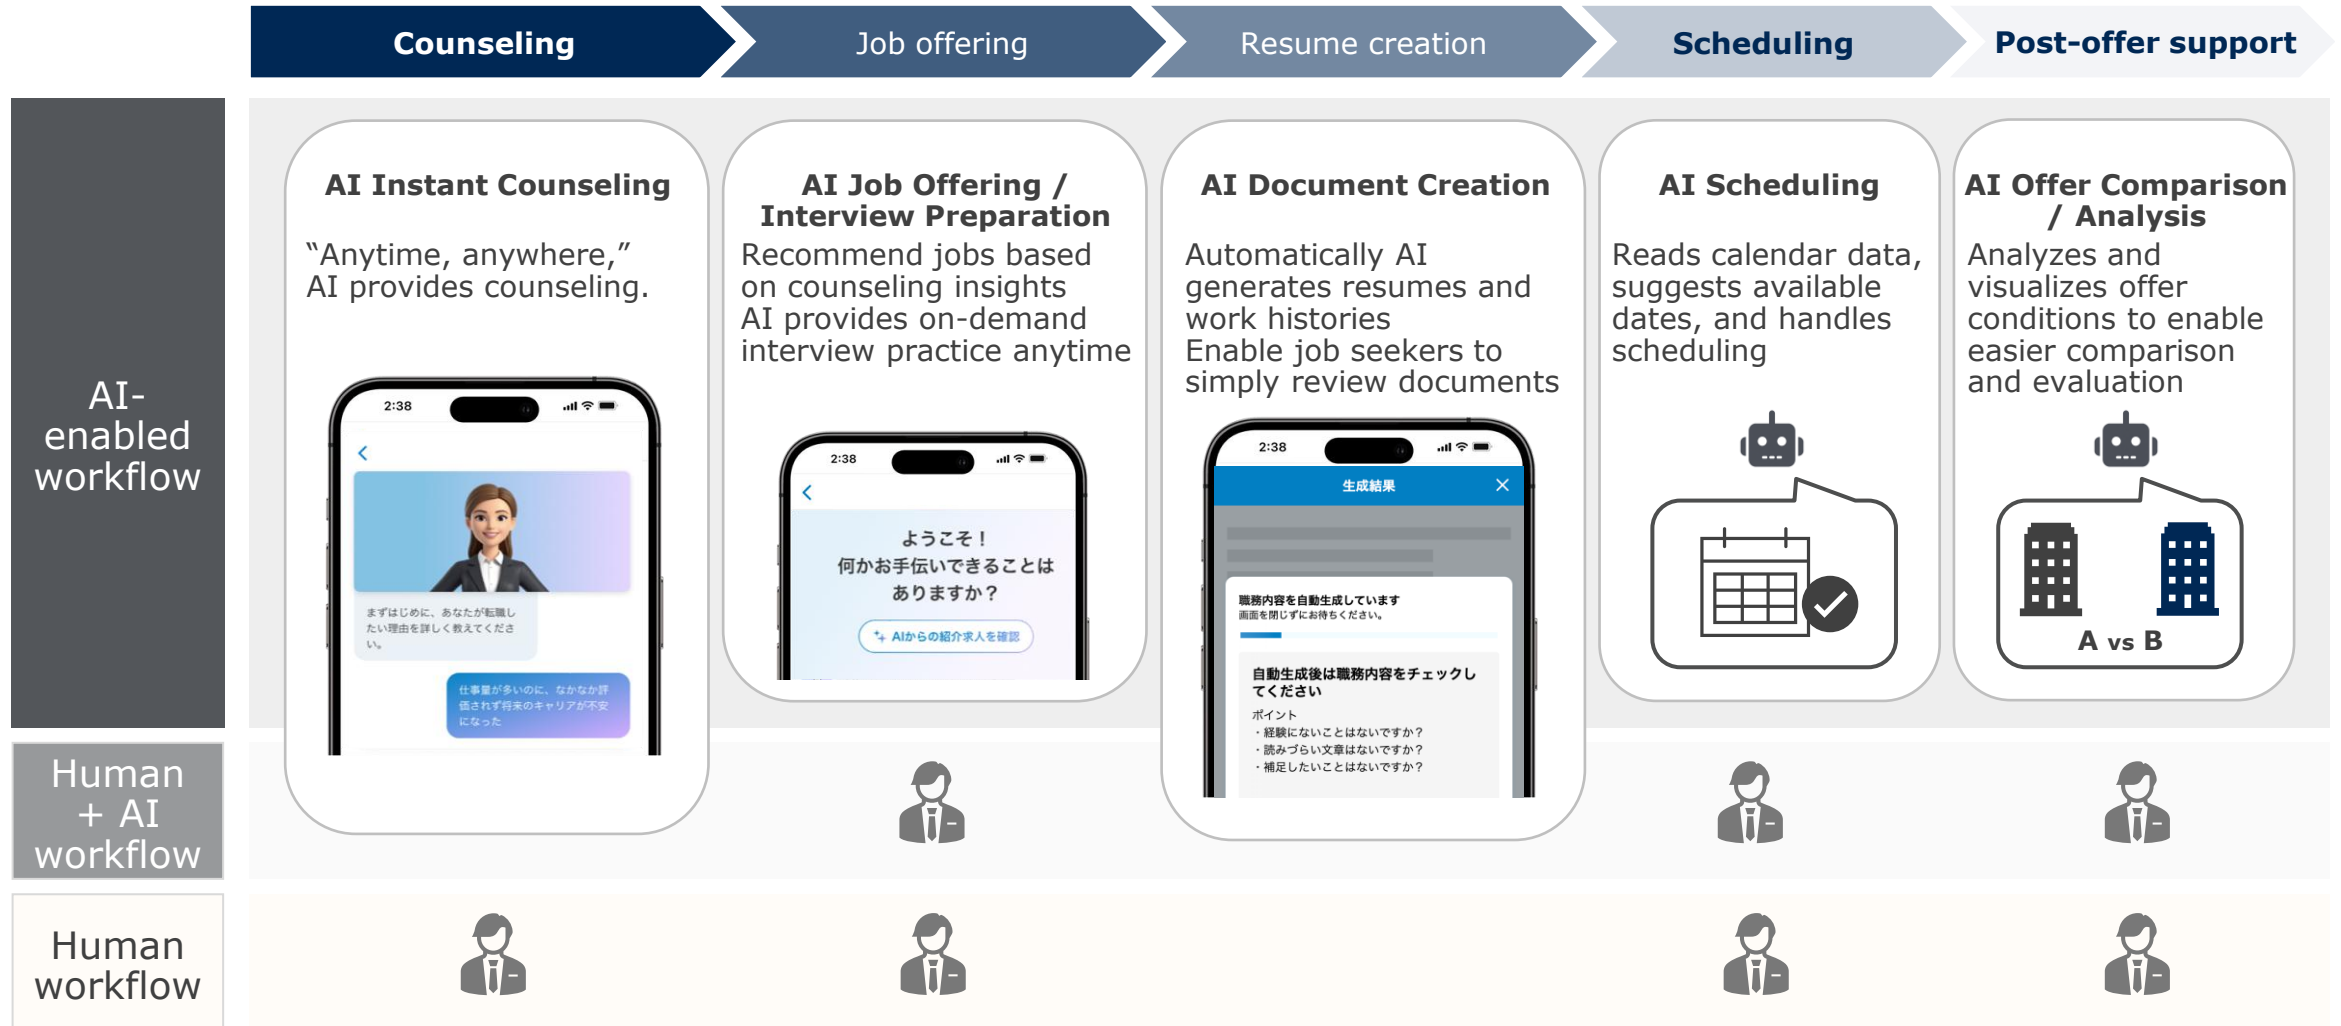 Counseling
Job offering
Resume creation
Scheduling
Post-offer support
AI-
enabled
workflow
AI Instant Counseling
“Anytime, anywhere,”
AI provides counseling.
2:38
まずはじめに、あなたが転職し
たい理由を詳しく教えてくださ
い。
仕事量が多いのに、なかなか評
価されず将来のキャリアが不安
になった
AI Job Offering /
Interview Preparation
Recommend jobs based
on counseling insights
AI provides on-demand
interview practice anytime
2:38
ようこそ！
何かお手伝いできることは
ありますか？
AIからの紹介求人を確認
AI Document Creation
Automatically AI
generates resumes and
work histories
Enable job seekers to
simply review documents
2:38
生成結果
職務内容を自動生成しています
画面を閉じずにお待ちください。
自動生成後は職務内容をチェックし
てください
ポイント
・経験にないことはないですか？
・読みづらい文章はないですか？
・補足したいことはないですか？
AI Scheduling
Reads calendar data,
suggests available
dates, and handles
scheduling
AI Offer Comparison
/ Analysis
Analyzes and
visualizes offer
conditions to enable
easier comparison
and evaluation
A vs B
Human
+ AI
workflow
Human
workflow